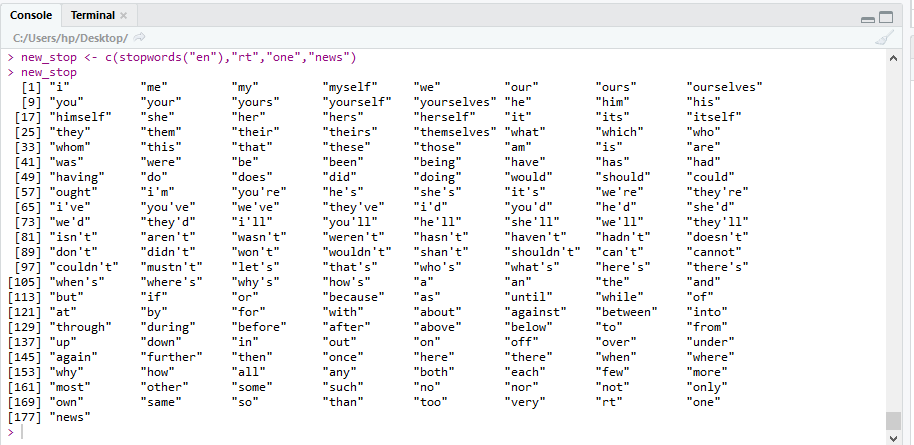 Console Terminal ×
C:/Users/hp/Desktop/
> new_stop <- c(stopwords("en"),"rt","one","news")
> new_stop
[1] "i" "me" "my" "myself" "we" "our" "ours" "ourselves"
[9] "you" "your" "yours" "yourself" "yourselves" "he" "him" "his"
[17] "himself" "she" "her" "hers" "herself" "it" "its" "itself"
[25] "they" "them" "their" "theirs" "themselves" "what" "which" "who"
[33] "whom" "this" "that" "these" "those" "am" "is" "are"
[41] "was" "were" "be" "been" "being" "have" "has" "had"
[49] "having" "do" "does" "did" "doing" "would" "should" "could"
[57] "ought" "i'm" "you're" "he's" "she's" "it's" "we're" "they're"
[65] "i've" "you've" "we've" "they've" "i'd" "you'd" "he'd" "she'd"
[73] "we'd" "they'd" "i'll" "you'll" "he'll" "she'll" "we'll" "they'll"
[81] "isn't" "aren't" "wasn't" "weren't" "hasn't" "haven't" "hadn't" "doesn't"
[89] "don't" "didn't" "won't" "wouldn't" "shan't" "shouldn't" "can't" "cannot"
[97] "couldn't" "mustn't" "let's" "that's" "who's" "what's" "here's" "there's"
[105] "when's" "where's" "why's" "how's" "a" "an" "the" "and"
[113] "but" "if" "or" "because" "as" "until" "while" "of"
[121] "at" "by" "for" "with" "about" "against" "between" "into"
[129] "through" "during" "before" "after" "above" "below" "to" "from"
[137] "up" "down" "in" "out" "on" "off" "over" "under"
[145] "again" "further" "then" "once" "here" "there" "when" "where"
[153] "why" "how" "all" "any" "both" "each" "few" "more"
[161] "most" "other" "some" "such" "no" "nor" "not" "only"
[169] "own" "same" "so" "than" "too" "very" "rt" "one"
[177] "news"
>